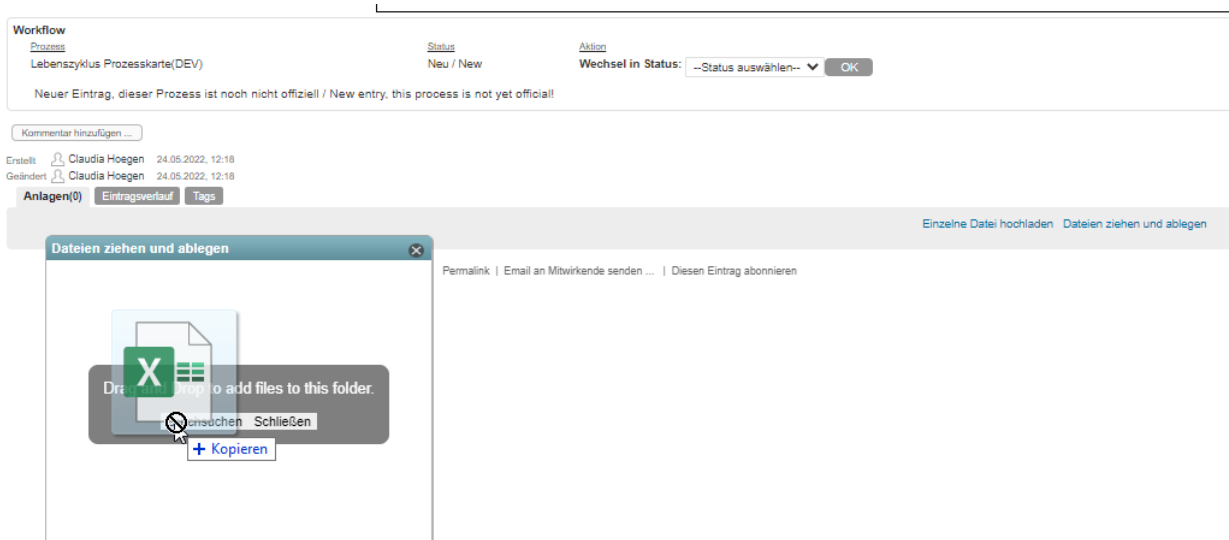 Workflow
Prozess Status Aktion
Lebenszyklus Prozesskarte(DEV) Neu / New Wechsel in Status: --Status auswählen-- OK
Neuer Eintrag, dieser Prozess ist noch nicht offiziell / New entry, this process is not yet official!
Kommentar hinzufügen ...
Erstellt Claudia Hoegen 24.05.2022, 12:18
Geändert Claudia Hoegen 24.05.2022, 12:18
Anlagen(0) Eintragsverlauf Tags
Einzelne Datei hochladen Dateien ziehen und ablegen
Dateien ziehen und ablegen
Permalink | Email an Mitwirkende senden ... | Diesen Eintrag abonnieren
X
Drag and Drop to add files to this folder.
Schließen
+ Kopieren